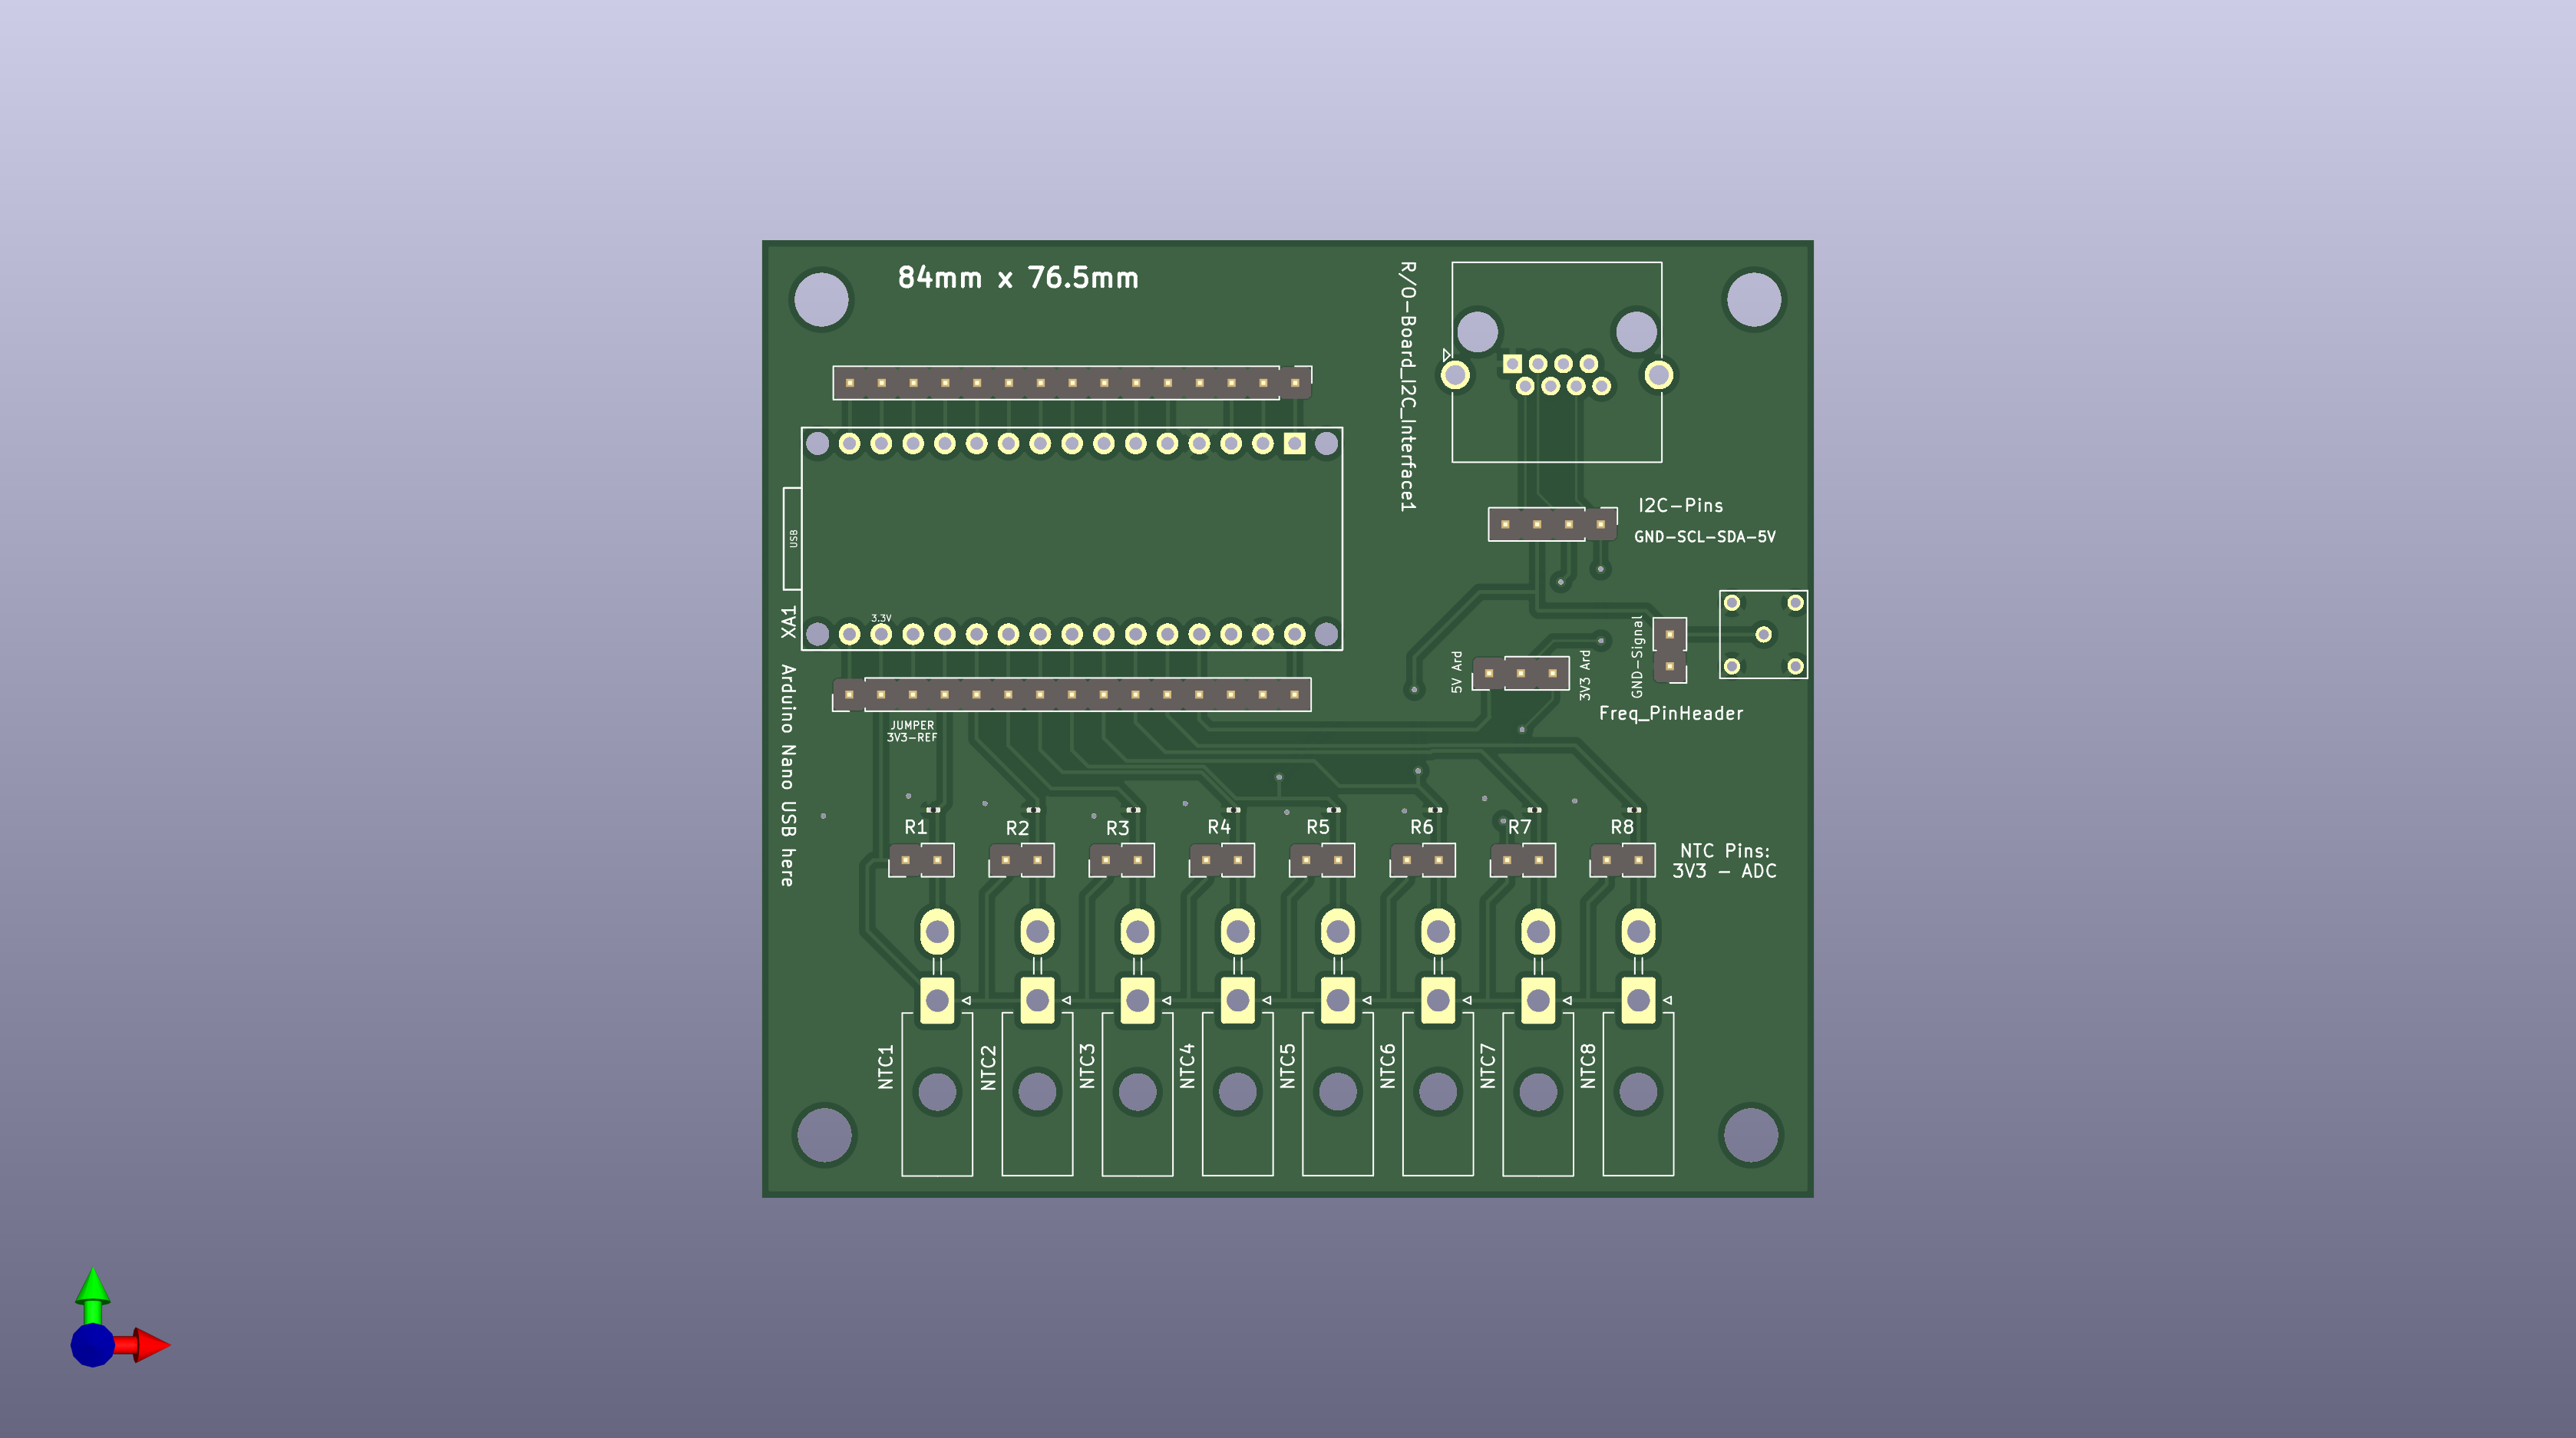 84mm x 76.5mm
R/O-Board_I2C_Interface1
I2C-Pins
GND-SCL-SDA-5V
USB
XA1
3.3V
Arduino Nano USB here
JUMPER
3V3-REF
5V Ard
3V3 Ard
GND-Signal
Freq_PinHeader
R1
R2
R3
R4
R5
R6
R7
R8
NTC Pins:
3V3 - ADC
NTC1
NTC2
NTC3
NTC4
NTC5
NTC6
NTC7
NTC8